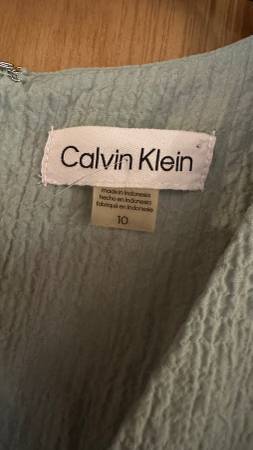 Calvin Klein
made in Indonesia
hecho en Indonesia
fabriqué en Indonésie
10